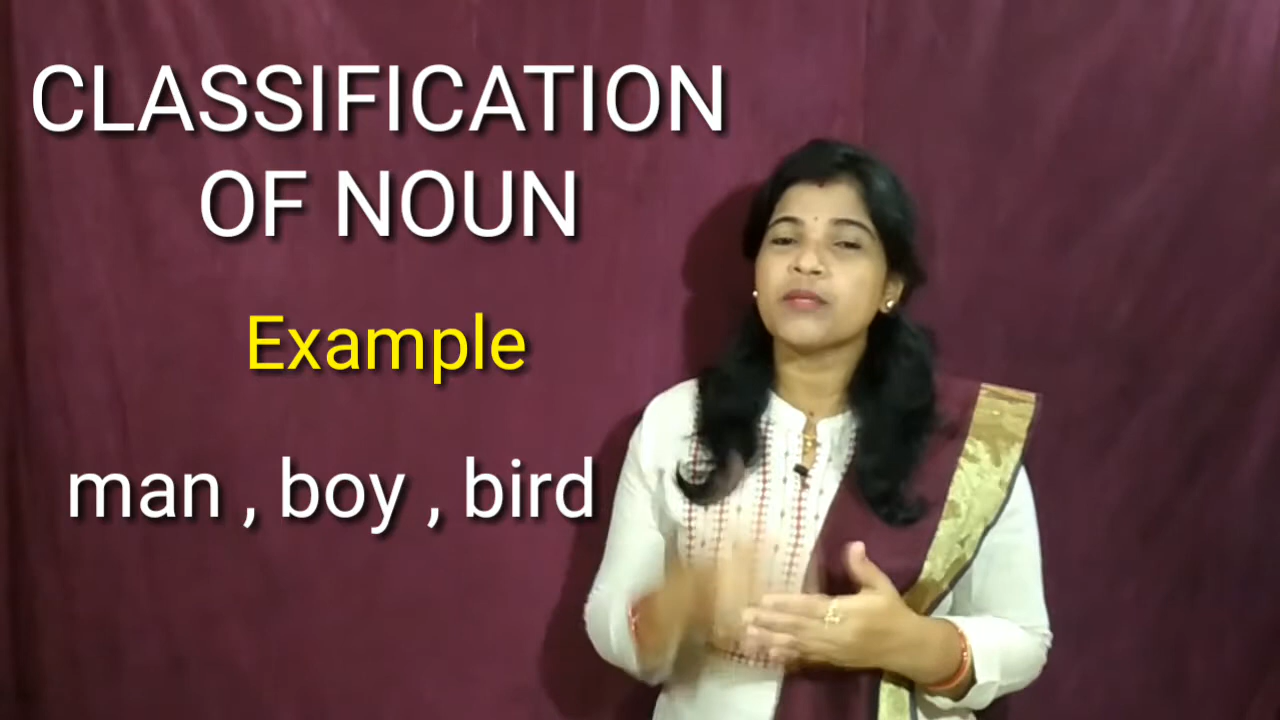 CLASSIFICATION
OF NOUN
Example
man , boy , bird